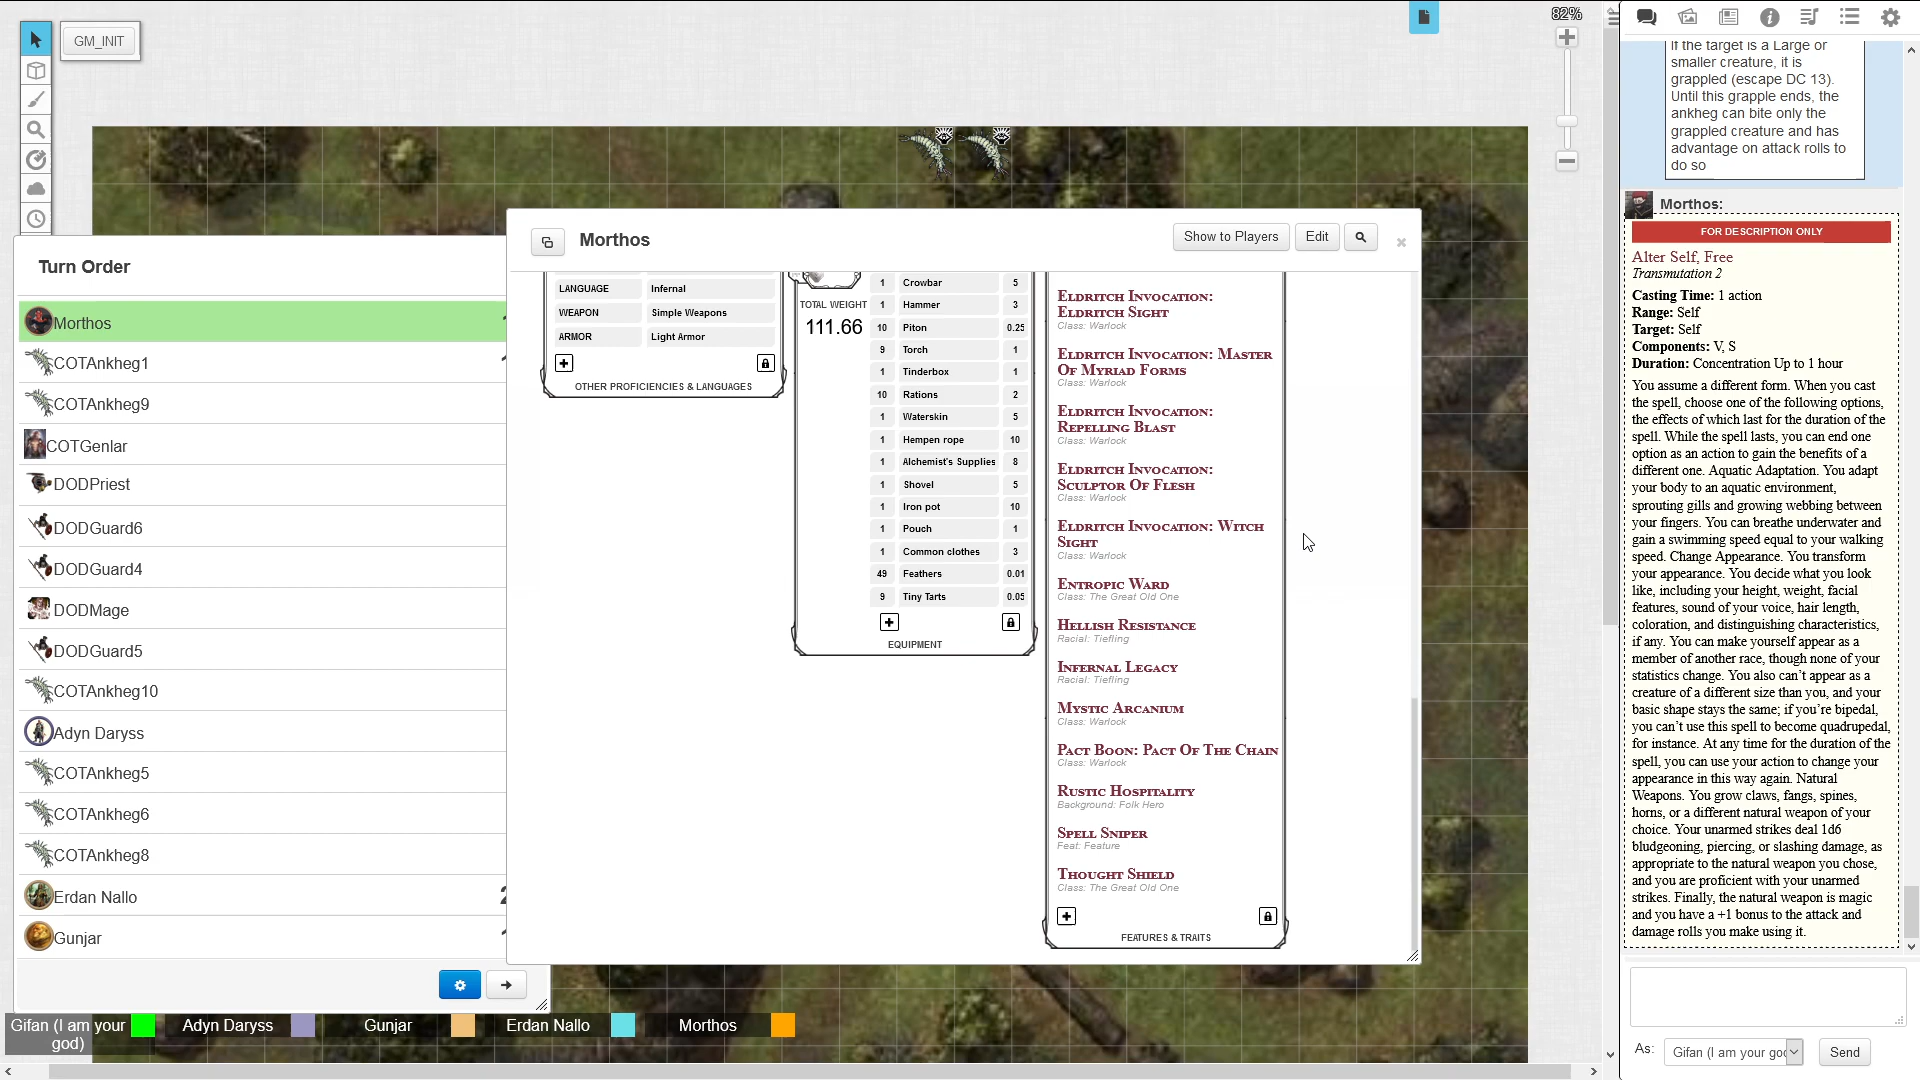 GM_INIT
82%
Turn Order
Morthos
COTAnkheg1
COTAnkheg9
COTGenlar
DODPriest
DODGuard6
DODGuard4
DODMage
DODGuard5
COTAnkheg10
Adyn Daryss
COTAnkheg5
COTAnkheg6
COTAnkheg8
Erdan Nallo
Gunjar
Morthos
Show to Players
Edit
LANGUAGE Infernal
WEAPON Simple Weapons
ARMOR Light Armor
OTHER PROFICIENCIES & LANGUAGES
TOTAL WEIGHT
111.66
1 Crowbar 5
1 Hammer 3
10 Piton 0.25
9 Torch 1
1 Tinderbox 1
10 Rations 2
1 Waterskin 5
1 Hempen rope 10
1 Alchemist's Supplies 8
1 Shovel 5
1 Iron pot 10
1 Pouch 1
1 Common clothes 3
49 Feathers 0.01
9 Tiny Tarts 0.05
EQUIPMENT
ELDRITCH INVOCATION:
ELDRITCH SIGHT
Class: Warlock
ELDRITCH INVOCATION: MASTER
OF MYRIAD FORMS
Class: Warlock
ELDRITCH INVOCATION:
REPELLING BLAST
Class: Warlock
ELDRITCH INVOCATION:
SCULPTOR OF FLESH
Class: Warlock
ELDRITCH INVOCATION: WITCH
SIGHT
Class: Warlock
ENTROPIC WARD
Class: The Great Old One
HELLISH RESISTANCE
Racial: Tiefling
INFERNAL LEGACY
Racial: Tiefling
MYSTIC ARCANIUM
Class: Warlock
PACT BOON: PACT OF THE CHAIN
Class: Warlock
RUSTIC HOSPITALITY
Background: Folk Hero
SPELL SNIPER
Feat: Feature
THOUGHT SHIELD
Class: The Great Old One
FEATURES & TRAITS
Gifan (I am your
god)
Adyn Daryss
Gunjar
Erdan Nallo
Morthos
If the target is a Large or
smaller creature, it is
grappled (escape DC 13).
Until this grapple ends, the
ankheg can bite only the
grappled creature and has
advantage on attack rolls to
do so
Morthos:
FOR DESCRIPTION ONLY
Alter Self, Free
Transmutation 2
Casting Time: 1 action
Range: Self
Target: Self
Components: V, S
Duration: Concentration Up to 1 hour
You assume a different form. When you cast
the spell, choose one of the following options,
the effects of which last for the duration of the
spell. While the spell lasts, you can end one
option as an action to gain the benefits of a
different one. Aquatic Adaptation. You adapt
your body to an aquatic environment,
sprouting gills and growing webbing between
your fingers. You can breathe underwater and
gain a swimming speed equal to your walking
speed. Change Appearance. You transform
your appearance. You decide what you look
like, including your height, weight, facial
features, sound of your voice, hair length,
coloration, and distinguishing characteristics,
if any. You can make yourself appear as a
member of another race, though none of your
statistics change. You also can't appear as a
creature of a different size than you, and your
basic shape stays the same; if you're bipedal,
you can't use this spell to become quadrupedal,
for instance. At any time for the duration of the
spell, you can use your action to change your
appearance in this way again. Natural
Weapons. You grow claws, fangs, spines,
horns, or a different natural weapon of your
choice. Your unarmed strikes deal 1d6
bludgeoning, piercing, or slashing damage, as
appropriate to the natural weapon you chose,
and you are proficient with your unarmed
strikes. Finally, the natural weapon is magic
and you have a +1 bonus to the attack and
damage rolls you make using it.
As: Gifan (I am your god
Send